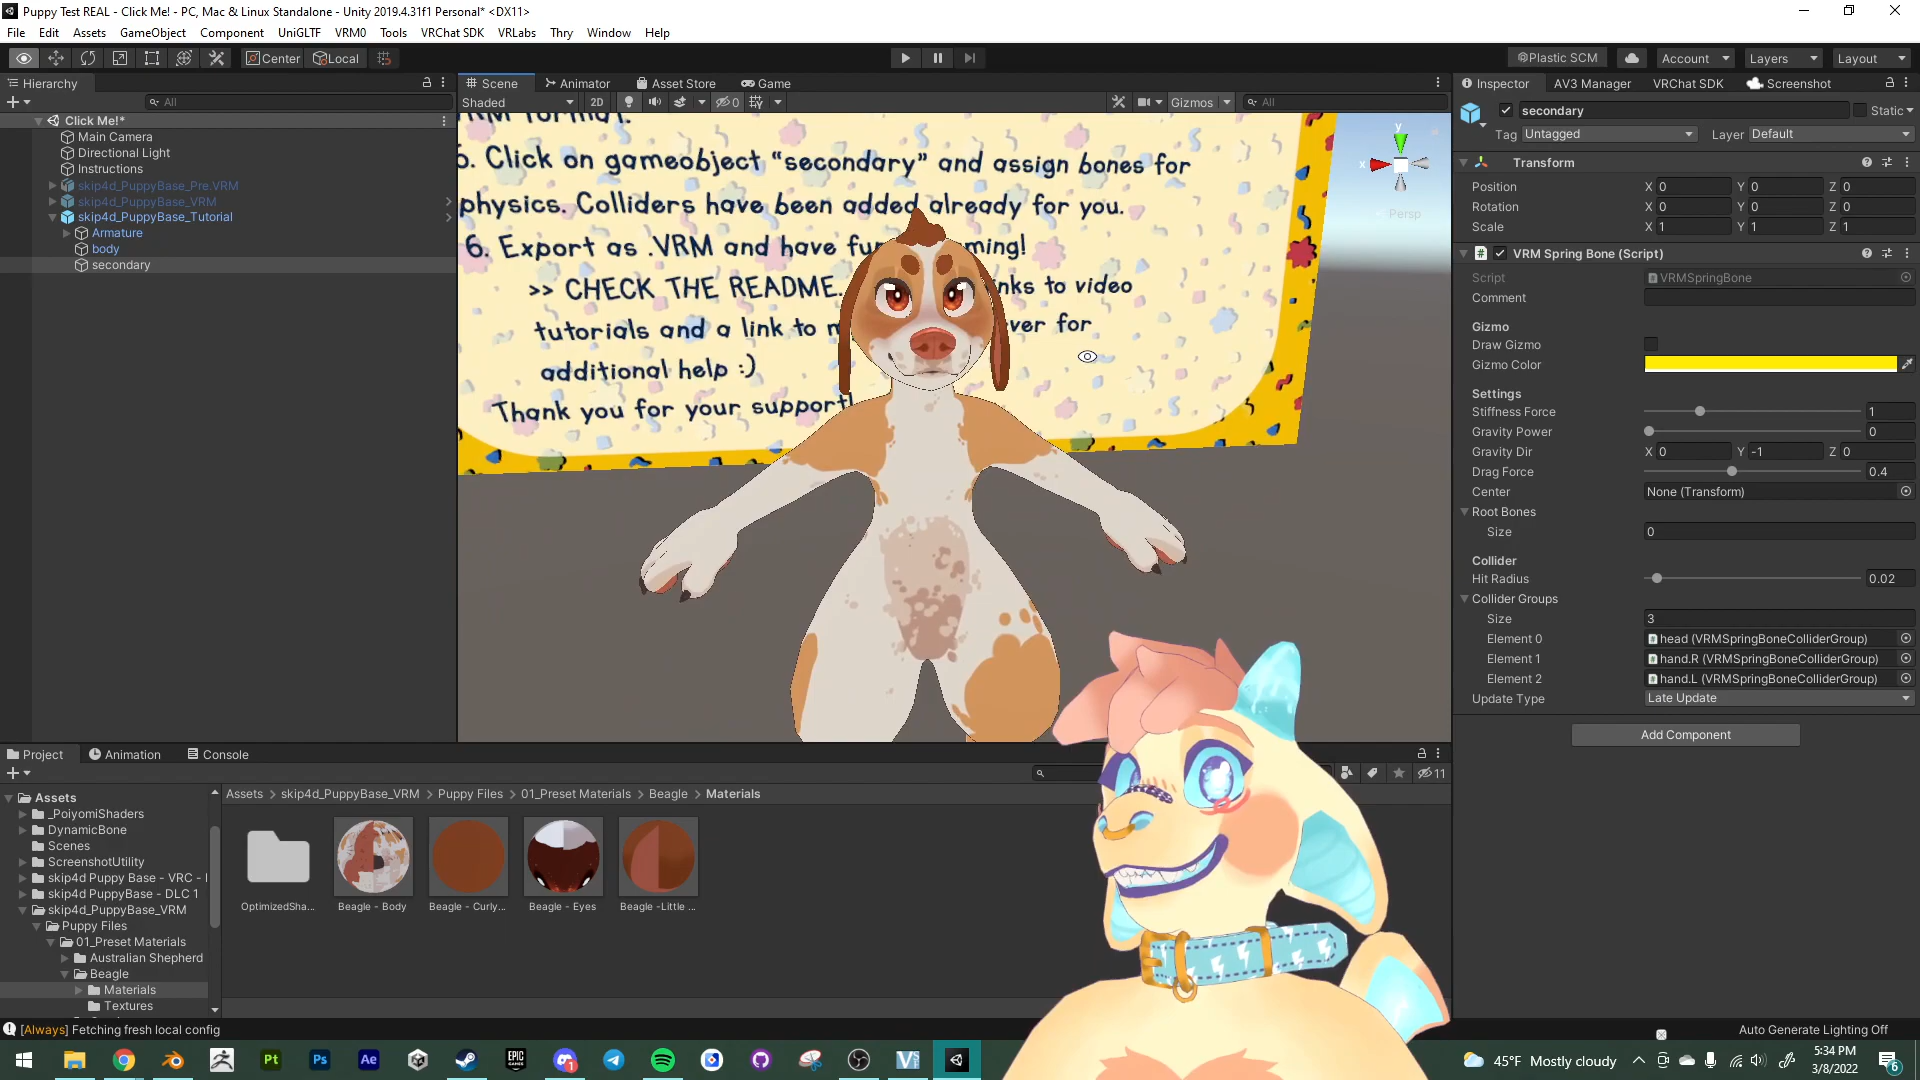 Puppy Test REAL - Click Me! - PC, Mac & Linux Standalone - Unity 2019.4.31f1 Personal* <DX11>
File Edit Assets GameObject Component UniGLTF VRM0 Tools VRChat SDK VRLabs Thry Window Help
Center Local Plastic SCM Account Layers Layout
Hierarchy
All
Click Me!*
Main Camera
Directional Light
Instructions
skip4d_PuppyBase_Pre.VRM
skip4d_PuppyBase_VRM
skip4d_PuppyBase_Tutorial
Armature
body
secondary
Scene Animator Asset Store Game
Shaded 2D 0 Gizmos All
5. Click on gameobject "secondary" and assign bones for
physics. Colliders have been added already for you.
6. Export as .VRM and have fun
>> CHECK THE README.
to video
tutorials and a link to
for
additional help :)
Thank you for your support!
y
x
Persp
Inspector AV3 Manager VRChat SDK Screenshot
secondary Static
Tag Untagged Layer Default
Transform
Position X 0 Y 0 Z 0
Rotation X 0 Y 0 Z 0
Scale X 1 Y 1 Z 1
VRM Spring Bone (Script)
Script VRMSpringBone
Comment
Gizmo
Draw Gizmo
Gizmo Color
Settings
Stiffness Force 1
Gravity Power 0
Gravity Dir X 0 Y -1 Z 0
Drag Force 0.4
Center None (Transform)
Root Bones
Size 0
Collider
Hit Radius 0.02
Collider Groups
Size 3
Element 0 head (VRMSpringBoneColliderGroup)
Element 1 hand.R (VRMSpringBoneColliderGroup)
Element 2 hand.L (VRMSpringBoneColliderGroup)
Update Type Late Update
Add Component
Project Animation Console
11
Assets
_PoiyomiShaders
DynamicBone
Scenes
ScreenshotUtility
skip4d Puppy Base - VRC -
skip4d PuppyBase - DLC 1
skip4d_PuppyBase_VRM
Puppy Files
01_Preset Materials
Australian Shepherd
Beagle
Materials
Textures
Assets > skip4d_PuppyBase_VRM > Puppy Files > 01_Preset Materials > Beagle > Materials
OptimizedSha... Beagle - Body Beagle - Curly... Beagle - Eyes Beagle -Little ...
[Always] Fetching fresh local config
Auto Generate Lighting Off
Pt Ps Ae EPIC GAMES 1
45°F Mostly cloudy
5:34 PM
3/8/2022
6